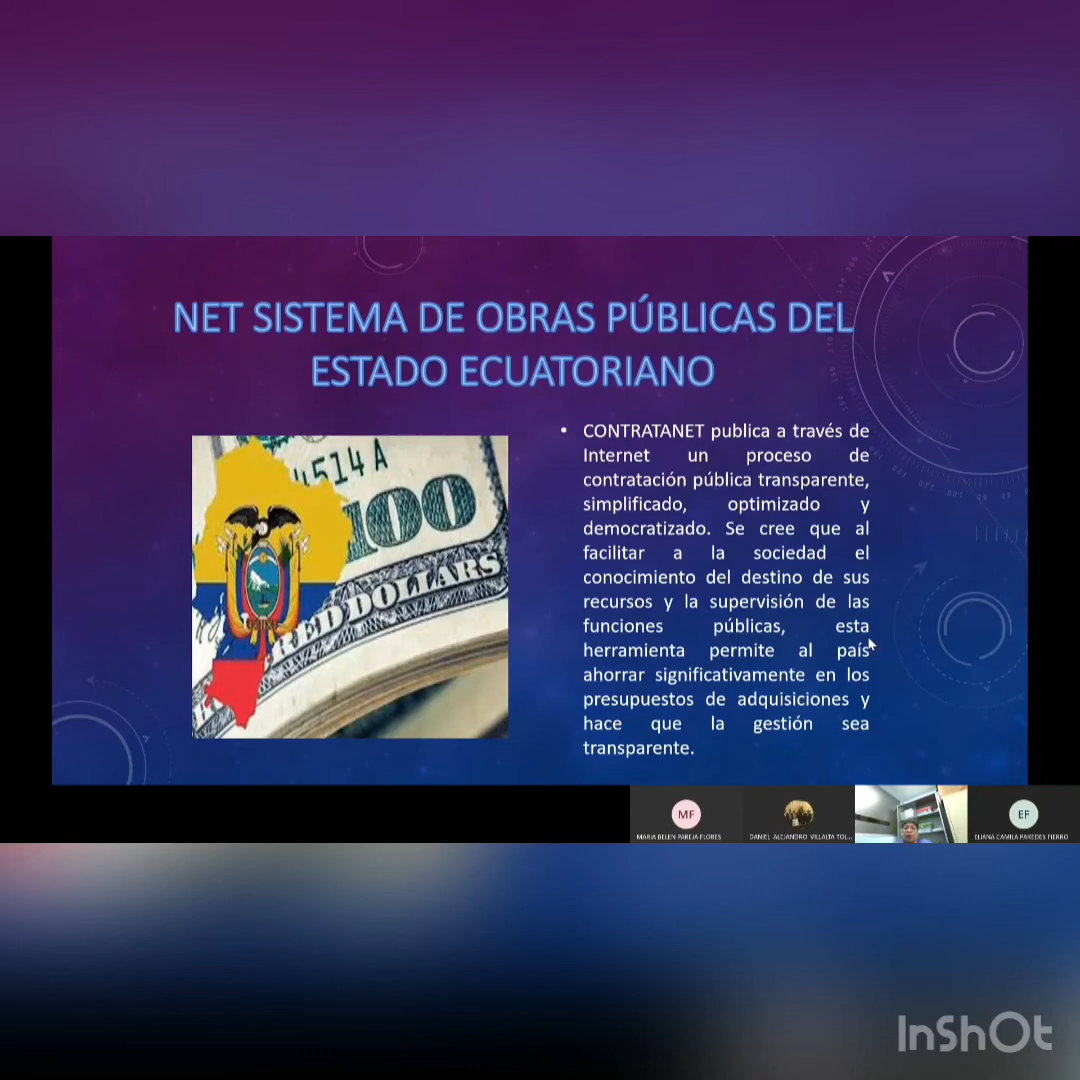 NET SISTEMA DE OBRAS PÚBLICAS DEL
ESTADO ECUATORIANO
4514 A
100
RED DOLLARS
• CONTRATANET publica a través de
Internet un proceso de
contratación pública transparente,
simplificado, optimizado y
democratizado. Se cree que al
facilitar a la sociedad el
conocimiento del destino de sus
recursos y la supervisión de las
funciones públicas, esta
herramienta permite al país
ahorrar significativamente en los
presupuestos de adquisiciones y
hace que la gestión sea
transparente.
MF
EF
MARIA BELEN PAREJA FLORES
DANIEL ALEJANDRO VILLALTA TOL...
ELIANA CAMILA PAREDES FIERRO
InShOt